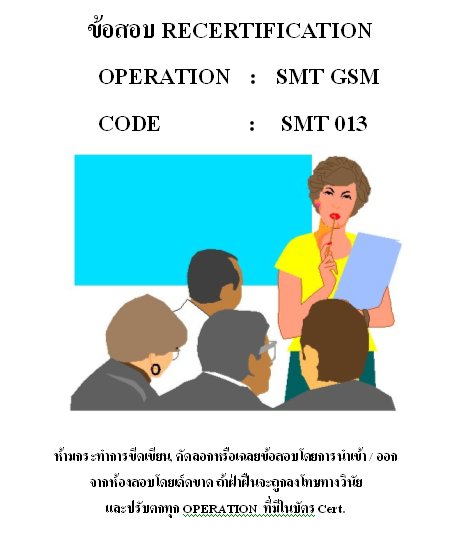 ข้อสอบ RECERTIFICATION
OPERATION : SMT GSM
CODE : SMT 013
ห้ามกระทำการขีดเขียน, คัดลอกหรือเฉลยข้อสอบโดยการนำเข้า / ออก
จากห้องสอบโดยเด็ดขาด ถ้าฝ่าฝืนจะถูกลงโทษทางวินัย
และปรับตกทุก OPERATION ที่มีในบัตร Cert.